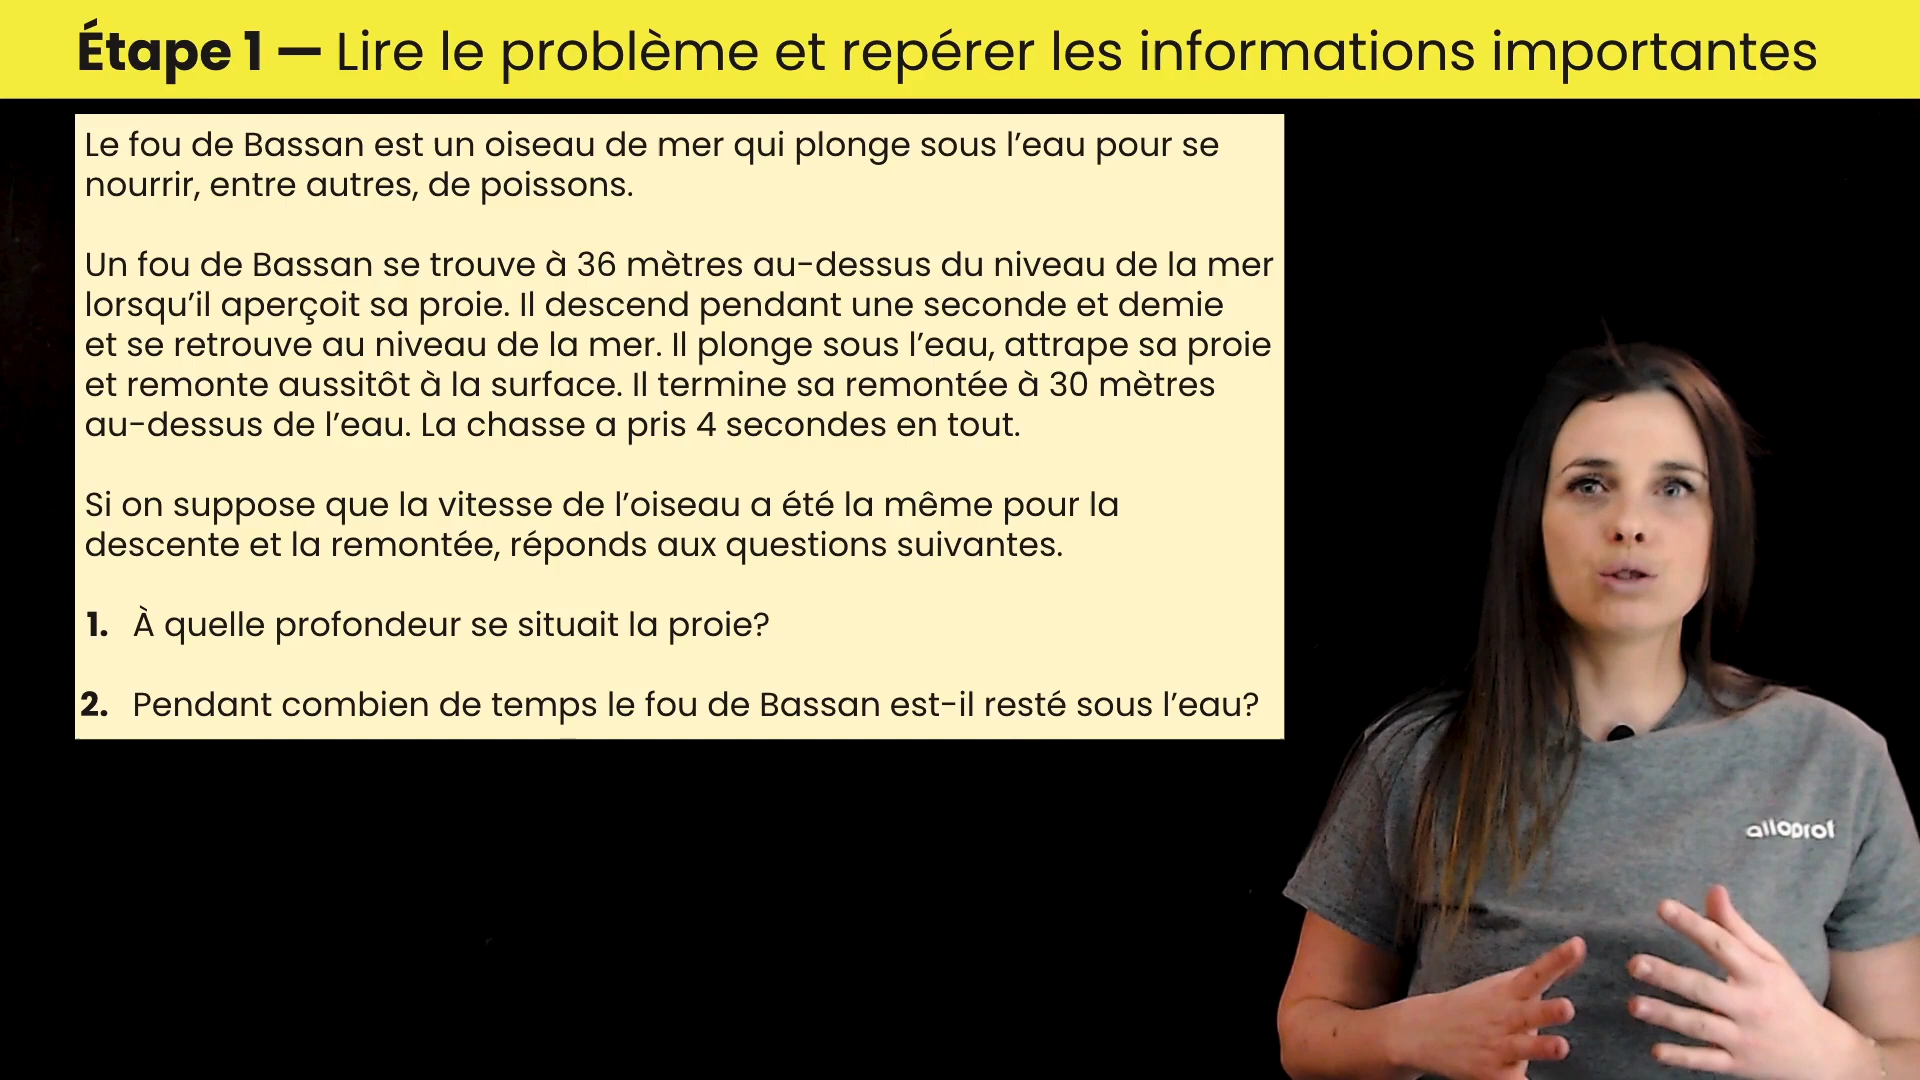 Étape 1 — Lire le problème et repérer les informations importantes
Le fou de Bassan est un oiseau de mer qui plonge sous l’eau pour se
nourrir, entre autres, de poissons.
Un fou de Bassan se trouve à 36 mètres au-dessus du niveau de la mer
lorsqu’il aperçoit sa proie. Il descend pendant une seconde et demie
et se retrouve au niveau de la mer. Il plonge sous l’eau, attrape sa proie
et remonte aussitôt à la surface. Il termine sa remontée à 30 mètres
au-dessus de l’eau. La chasse a pris 4 secondes en tout.
Si on suppose que la vitesse de l’oiseau a été la même pour la
descente et la remontée, réponds aux questions suivantes.
1. À quelle profondeur se situait la proie?
2. Pendant combien de temps le fou de Bassan est-il resté sous l’eau?
alloprof